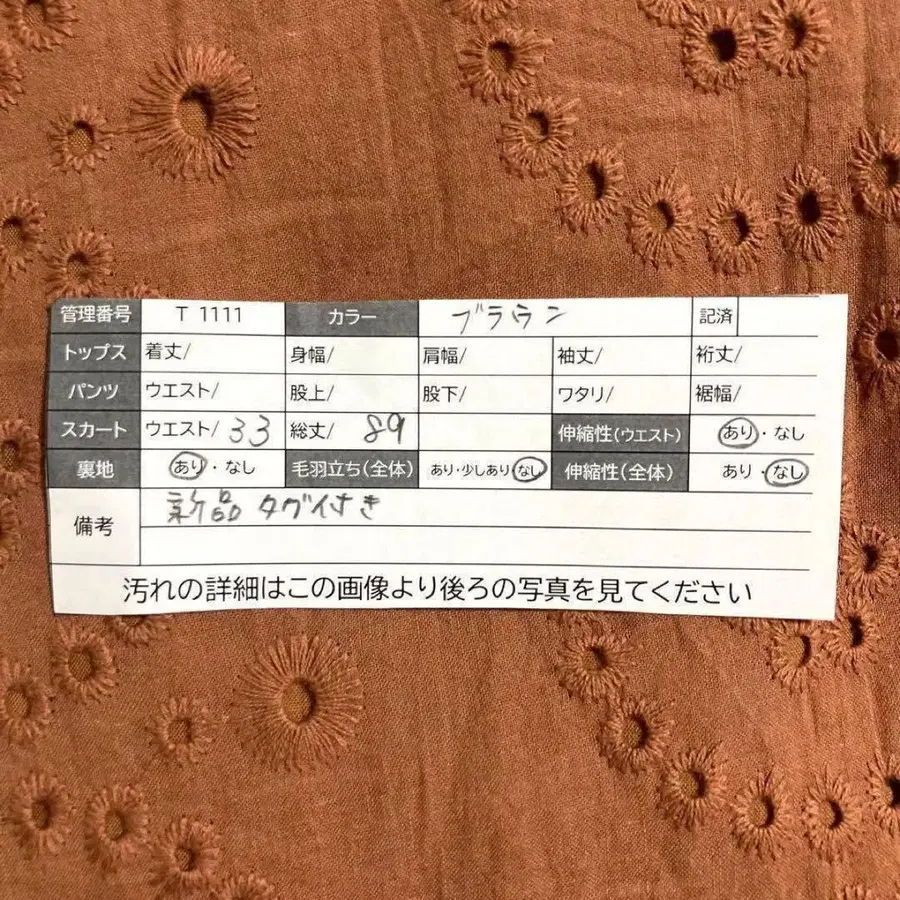 管理番号 T 1111 カラー ブラウン 記済
トップス 着丈/ 身幅/ 肩幅/ 袖丈/ 裄丈/
パンツ ウエスト/ 股上/ 股下/ ワタリ/ 裾幅/
スカート ウエスト/ 33 総丈/ 89 伸縮性(ウエスト) あり・なし
裏地 あり・なし 毛羽立ち(全体) あり・少しあり・なし 伸縮性(全体) あり・なし
備考 新品 タグ付き
汚れの詳細はこの画像より後ろの写真を見てください